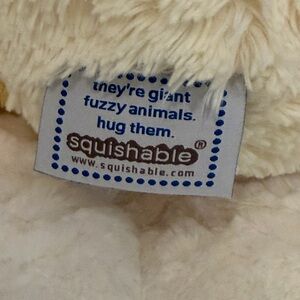 they're giant
fuzzy animals.
hug them.
squishable®
www.squishable.com